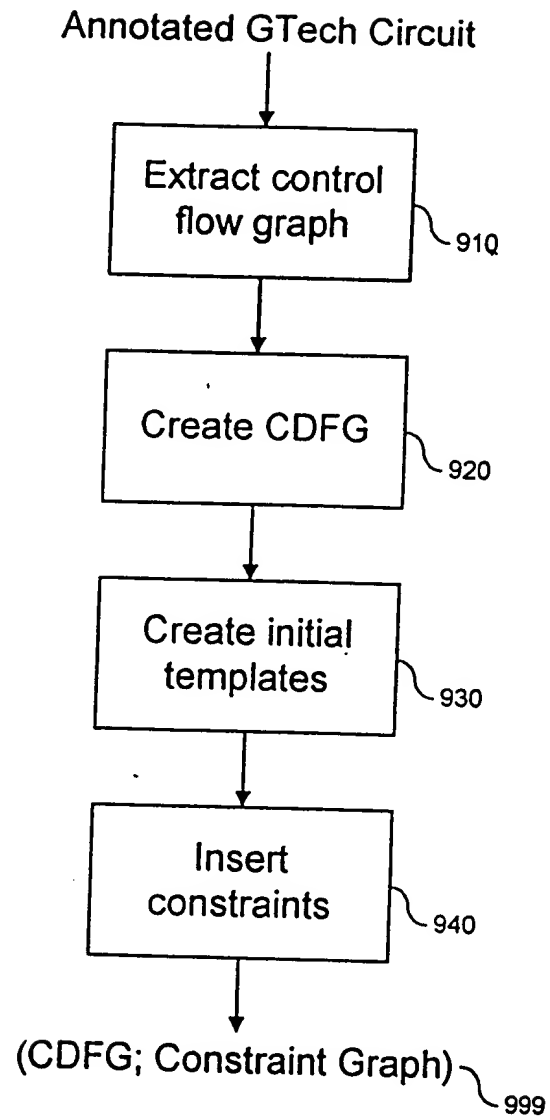 Annotated GTech Circuit
Extract control
flow graph
910
Create CDFG
920
Create initial
templates
930
Insert
constraints
940
(CDFG; Constraint Graph)
999